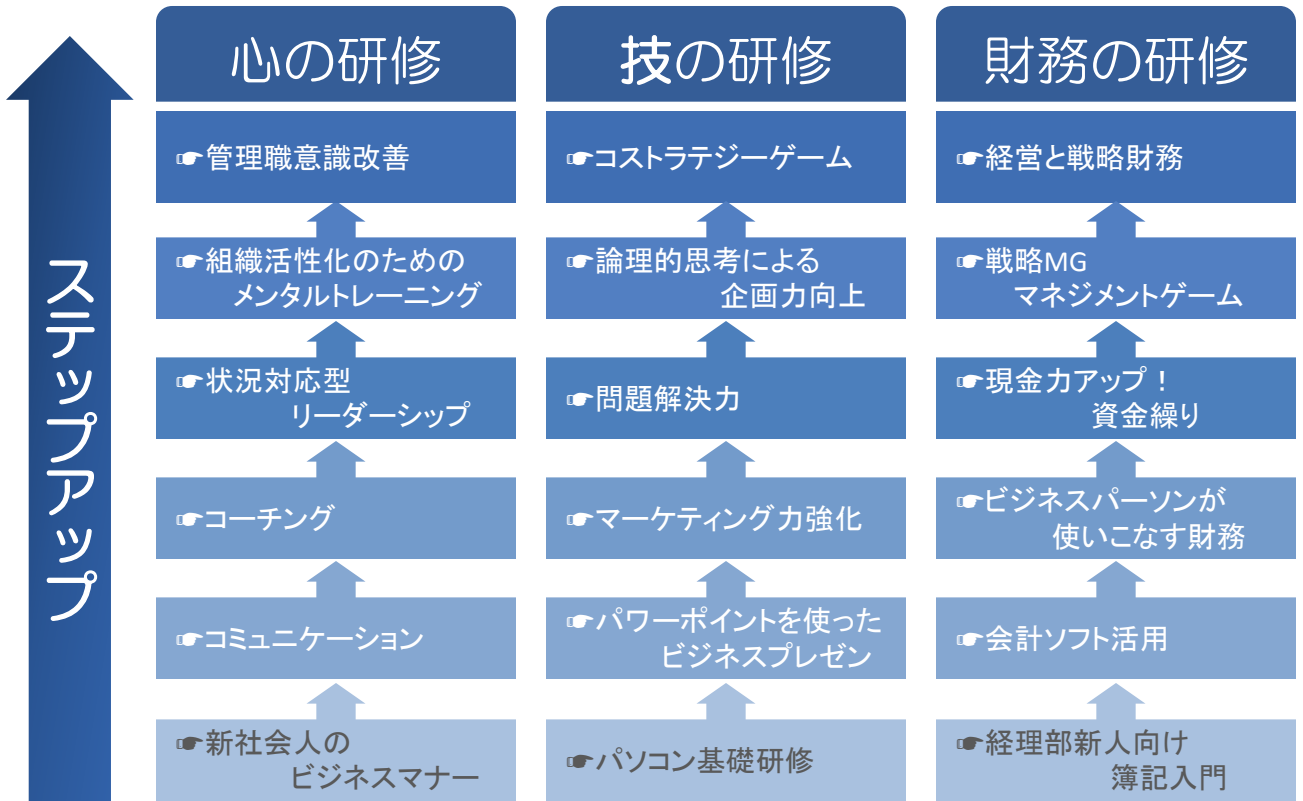 ステップアップ
心の研修
☞管理職意識改善
☞組織活性化のための
メンタルトレーニング
☞状況対応型
リーダーシップ
☞コーチング
☞コミュニケーション
☞新社会人の
ビジネスマナー
技の研修
☞コストラテジーゲーム
☞論理的思考による
企画力向上
☞問題解決力
☞マーケティング力強化
☞パワーポイントを使った
ビジネスプレゼン
☞パソコン基礎研修
財務の研修
☞経営と戦略財務
☞戦略MG
マネジメントゲーム
☞現金力アップ！
資金繰り
☞ビジネスパーソンが
使いこなす財務
☞会計ソフト活用
☞経理部新人向け
簿記入門